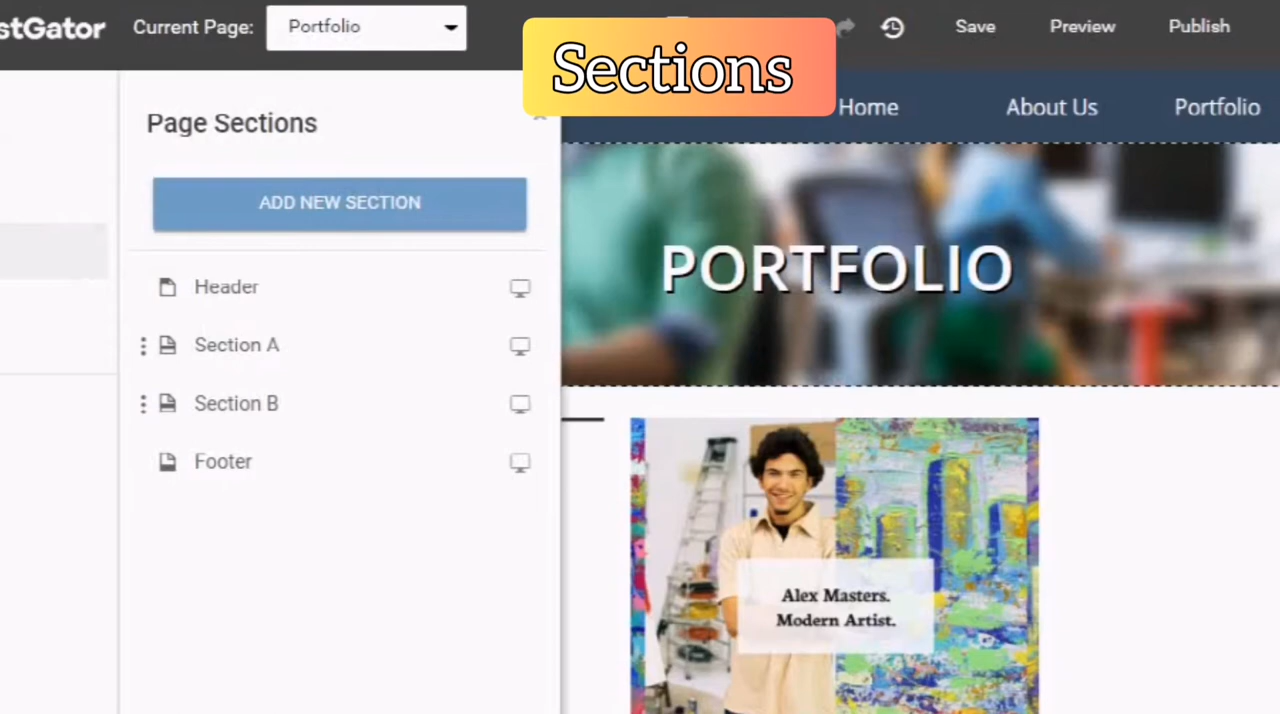 stGator
Current Page:
Portfolio
Save
Preview
Publish
Sections
Home
About Us
Portfolio
Page Sections
ADD NEW SECTION
PORTFOLIO
Header
Section A
Section B
Footer
Alex Masters.
Modern Artist.